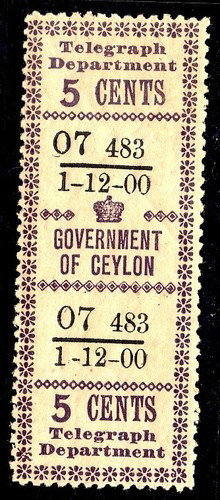 Telegraph
Department
5 CENTS
07 483
1-12-00
GOVERNMENT
OF CEYLON
07 483
1-12-00
5 CENTS
Telegraph
Department